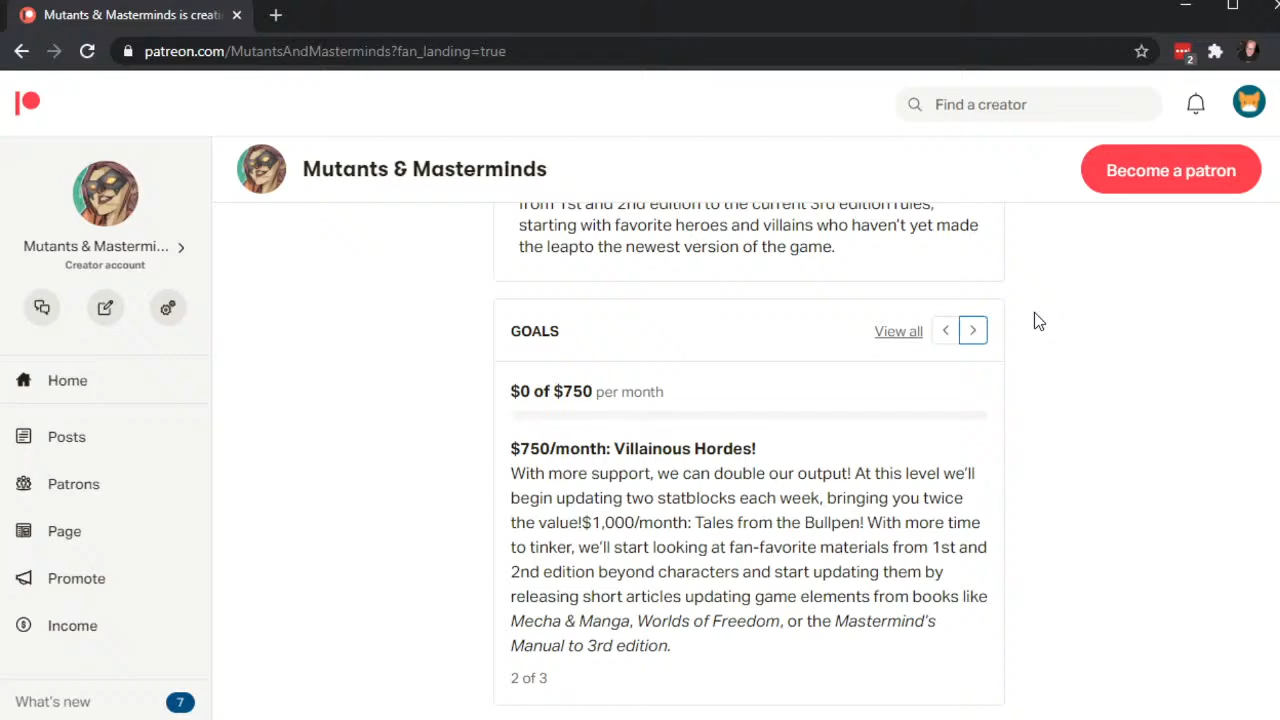 Mutants & Masterminds is creati
patreon.com/MutantsAndMasterminds?fan_landing=true
2
Find a creator
Mutants & Masterminds
Become a patron
Mutants & Mastermi...
Creator account
Home
Posts
Patrons
Page
Promote
Income
What's new
7
from 1st and 2nd edition to the current 3rd edition rules,
starting with favorite heroes and villains who haven't yet made
the leapto the newest version of the game.
GOALS
View all
$0 of $750 per month
$750/month: Villainous Hordes!
With more support, we can double our output! At this level we'll
begin updating two statblocks each week, bringing you twice
the value!$1,000/month: Tales from the Bullpen! With more time
to tinker, we'll start looking at fan-favorite materials from 1st and
2nd edition beyond characters and start updating them by
releasing short articles updating game elements from books like
Mecha & Manga, Worlds of Freedom, or the Mastermind's
Manual to 3rd edition.
2 of 3